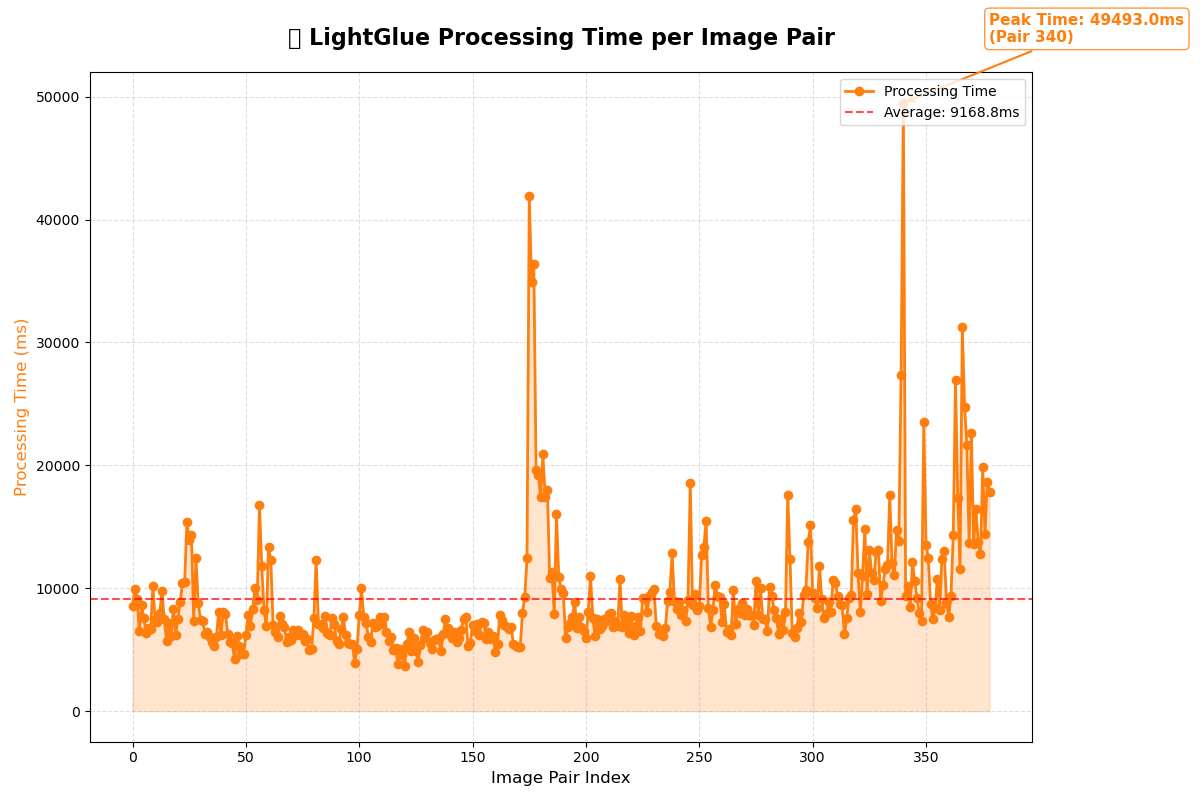 Peak Time: 49493.0ms
(Pair 340)
LightGlue Processing Time per Image Pair
Processing Time
Average: 9168.8ms
Processing Time (ms)
50000
40000
30000
20000
10000
0
0 50 100 150 200 250 300 350
Image Pair Index